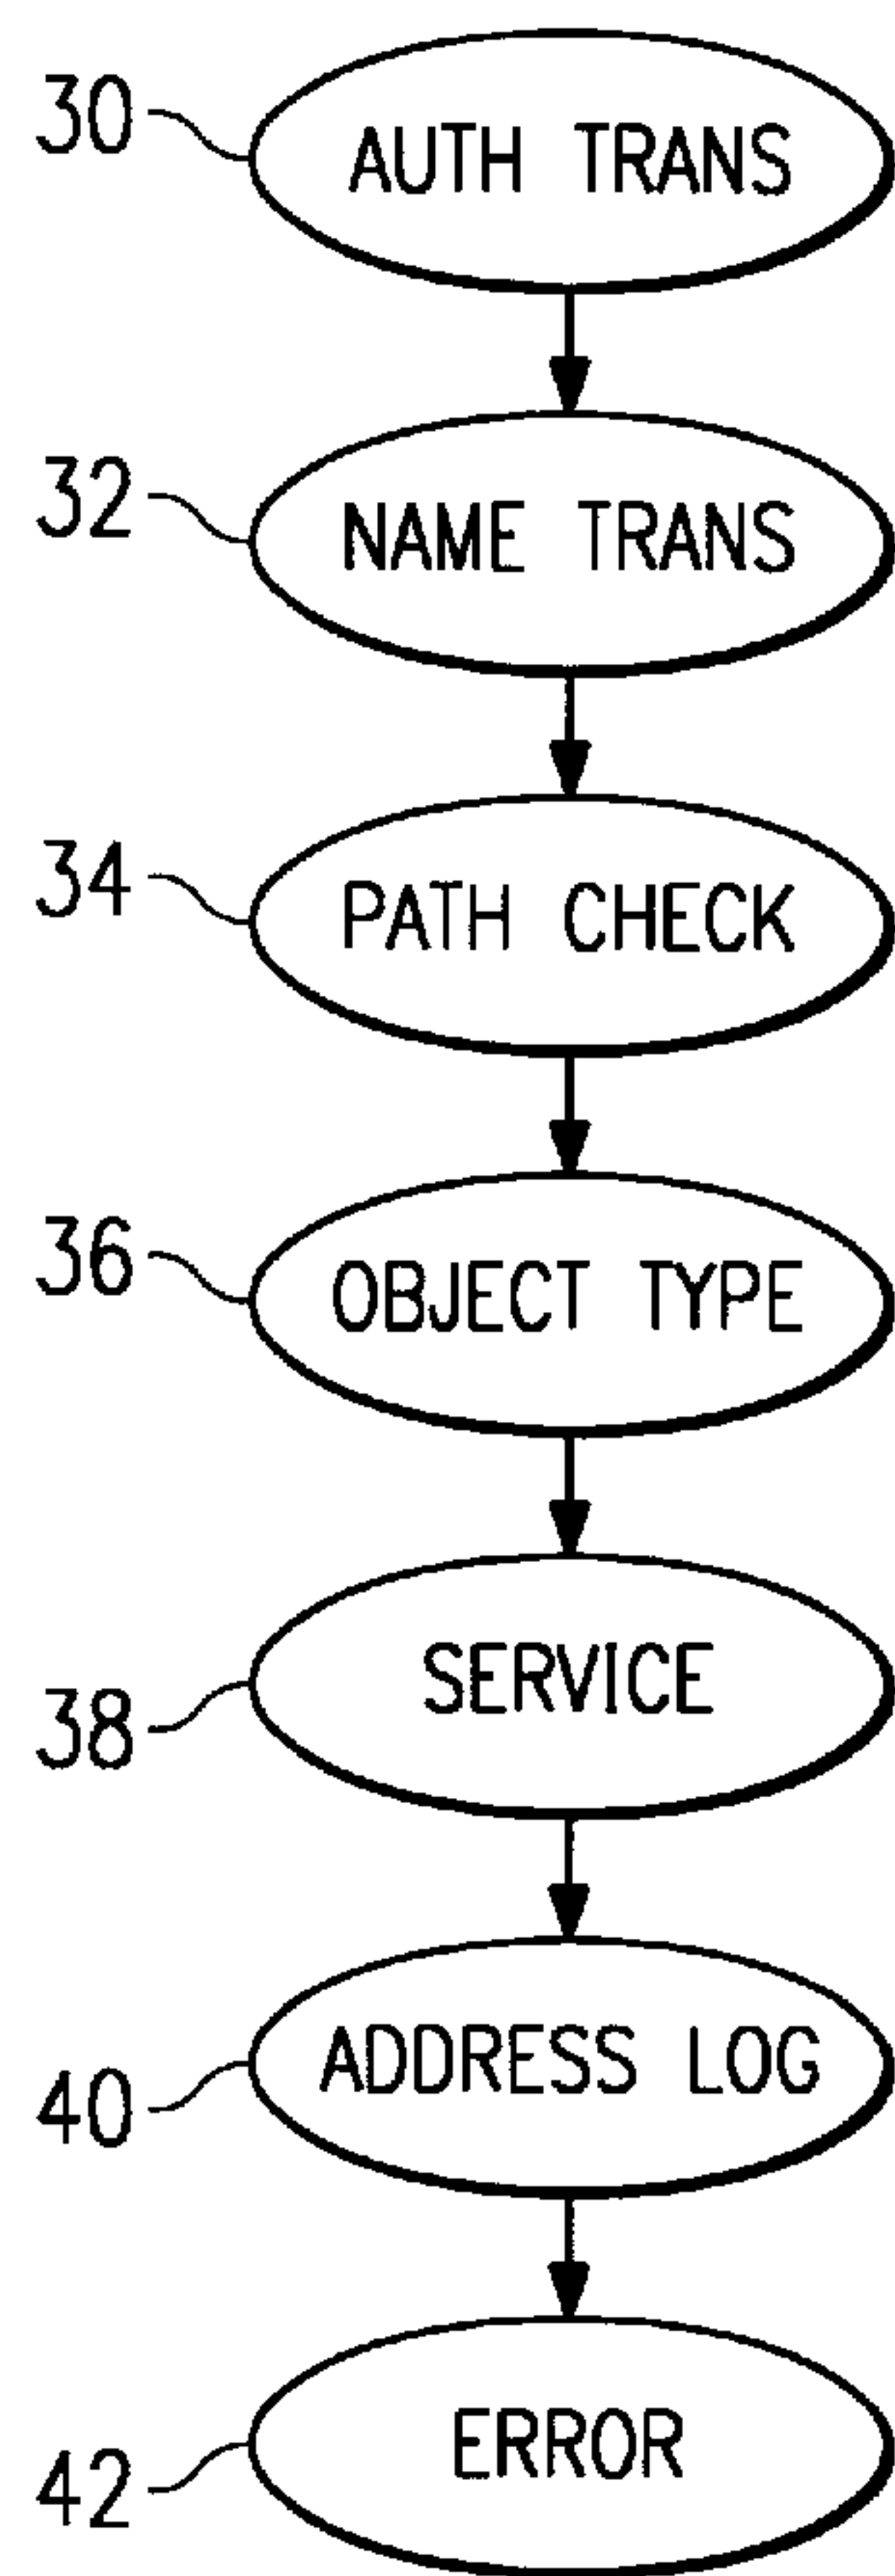 30 AUTH TRANS
32 NAME TRANS
34 PATH CHECK
36 OBJECT TYPE
38 SERVICE
40 ADDRESS LOG
42 ERROR